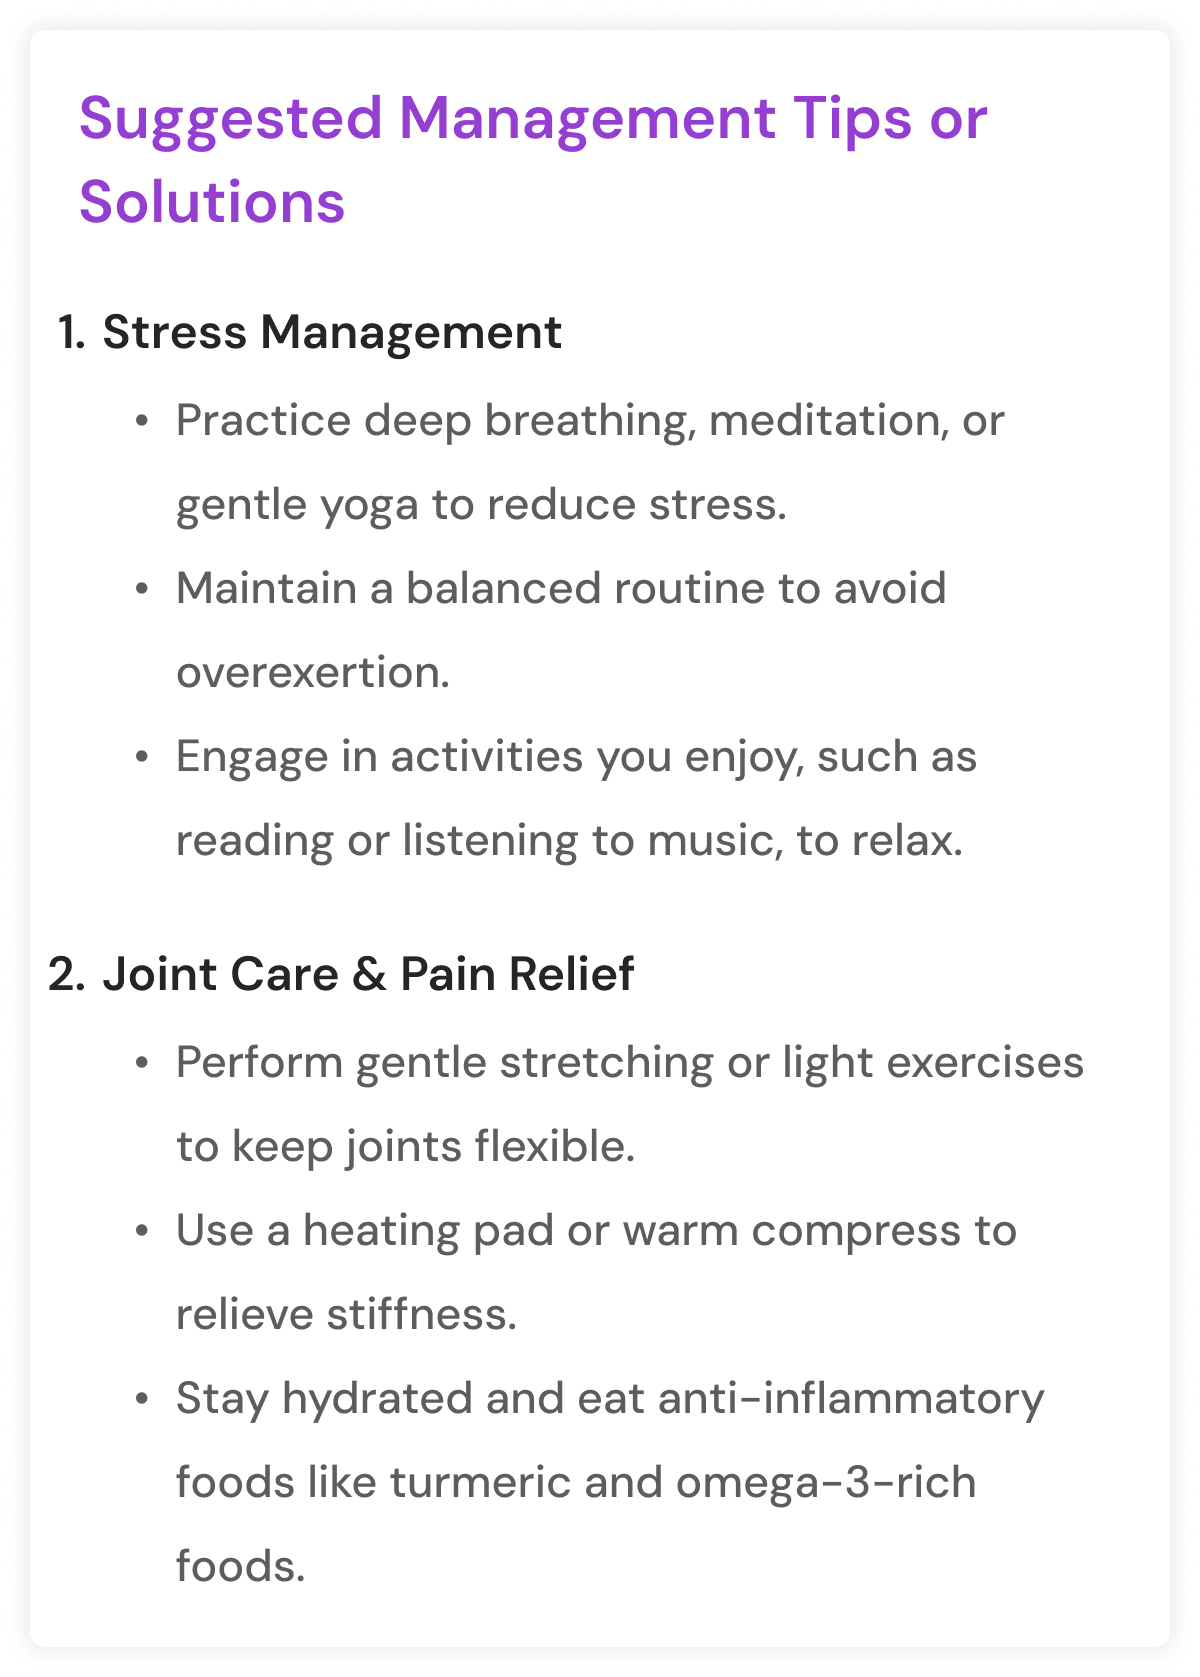 Suggested Management Tips or
Solutions
1. Stress Management
• Practice deep breathing, meditation, or
gentle yoga to reduce stress.
• Maintain a balanced routine to avoid
overexertion.
• Engage in activities you enjoy, such as
reading or listening to music, to relax.
2. Joint Care & Pain Relief
• Perform gentle stretching or light exercises
to keep joints flexible.
• Use a heating pad or warm compress to
relieve stiffness.
• Stay hydrated and eat anti-inflammatory
foods like turmeric and omega-3-rich
foods.